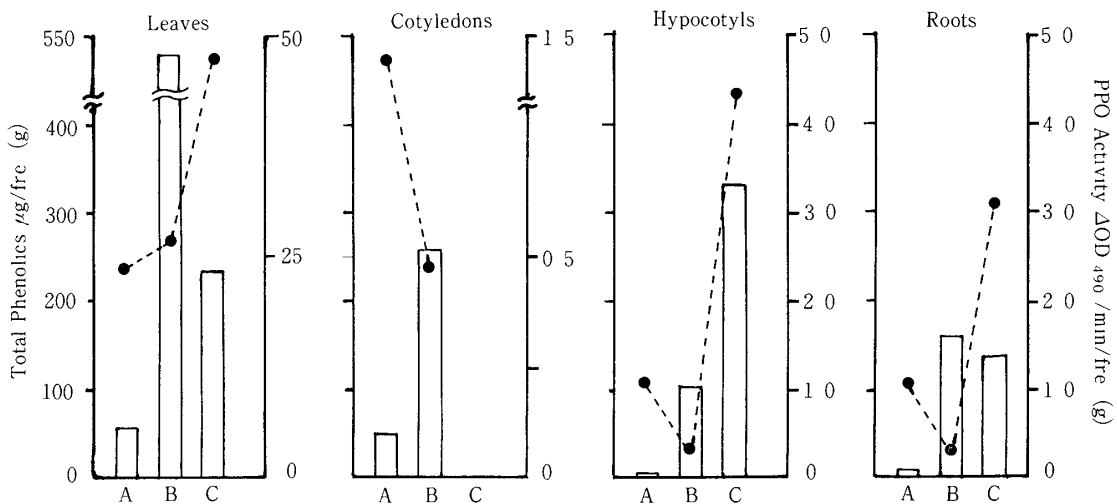 Leaves
Cotyledons
Hypocotyls
Roots
Total Phenolics µg/fre (g)
550
400
300
200
100
0
50
25
0
1 5
0 5
0
5 0
4 0
3 0
2 0
1 0
0
5 0
4 0
3 0
2 0
1 0
0
PPO Activity ΔOD 490 /min/fre (g)
A B C
A B C
A B C
A B C